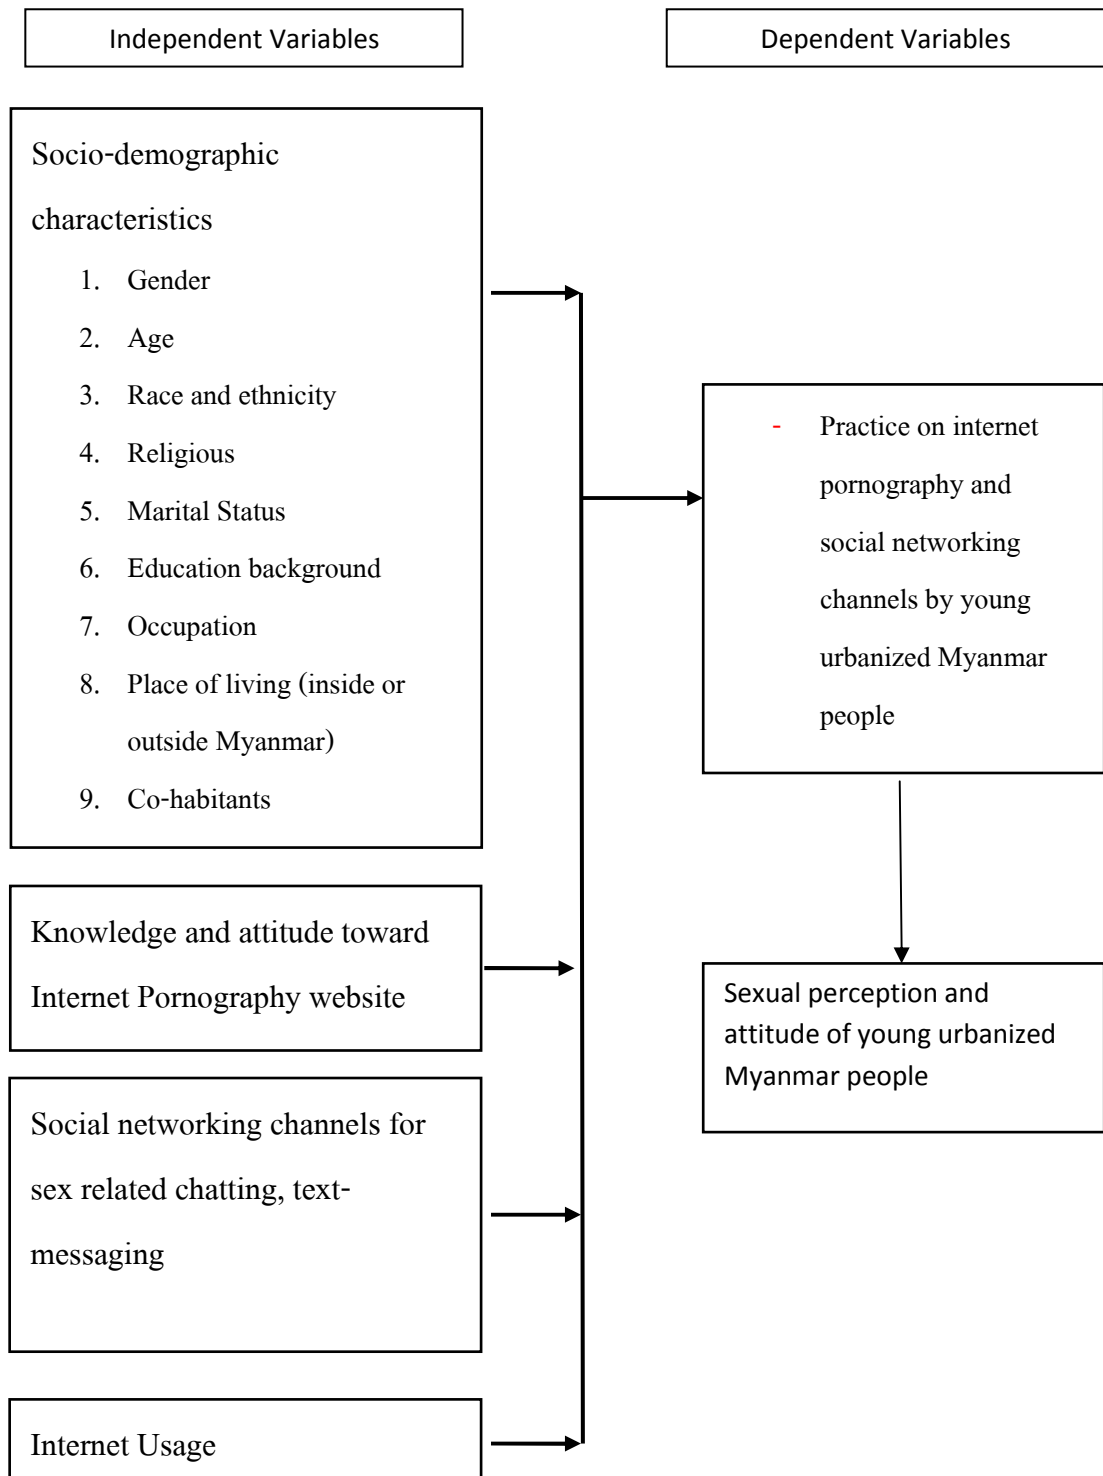 Independent Variables
Dependent Variables
Socio-demographic
characteristics
1. Gender
2. Age
3. Race and ethnicity
4. Religious
5. Marital Status
6. Education background
7. Occupation
8. Place of living (inside or
outside Myanmar)
9. Co-habitants
Knowledge and attitude toward
Internet Pornography website
Social networking channels for
sex related chatting, text-
messaging
Internet Usage
- Practice on internet
pornography and
social networking
channels by young
urbanized Myanmar
people
Sexual perception and
attitude of young urbanized
Myanmar people